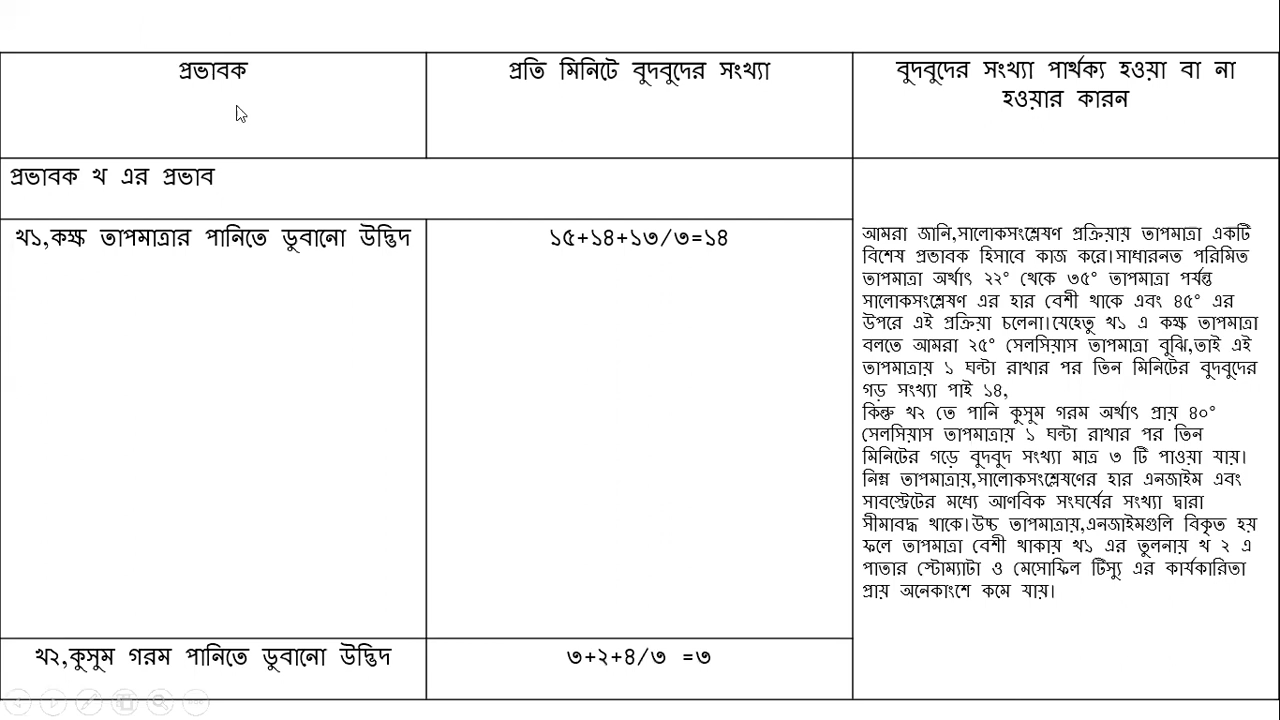 প্রভাবক
প্রতি মিনিটে বুদবুদের সংখ্যা
বুদবুদের সংখ্যা পার্থক্য হওয়া বা না
হওয়ার কারন
প্রভাবক খ এর প্রভাব
খ১,কক্ষ তাপমাত্রার পানিতে ডুবানো উদ্ভিদ
১৫+১৪+১৩/৩=১৪
আমরা জানি,সালোকসংশ্লেষণ প্রক্রিয়ায় তাপমাত্রা একটি
বিশেষ প্রভাবক হিসাবে কাজ করে।সাধারনত পরিমিত
তাপমাত্রা অর্থাৎ ২২° থেকে ৩৫° তাপমাত্রা পর্যন্ত
সালোকসংশ্লেষণ এর হার বেশী থাকে এবং ৪৫° এর
উপরে এই প্রক্রিয়া চলেনা।যেহেতু খ১ এ কক্ষ তাপমাত্রা
বলতে আমরা ২৫° সেলসিয়াস তাপমাত্রা বুঝি,তাই এই
তাপমাত্রায় ১ ঘন্টা রাখার পর তিন মিনিটের বুদবুদের
গড় সংখ্যা পাই ১৪,
কিন্তু খ২ তে পানি কুসুম গরম অর্থাৎ প্রায় ৪০°
সেলসিয়াস তাপমাত্রায় ১ ঘন্টা রাখার পর তিন
মিনিটের গড়ে বুদবুদ সংখ্যা মাত্র ৩ টি পাওয়া যায়।
নিম্ন তাপমাত্রায়,সালোকসংশ্লেষণের হার এনজাইম এবং
সাবস্ট্রেটের মধ্যে আণবিক সংঘর্ষের সংখ্যা দ্বারা
সীমাবদ্ধ থাকে।উচ্চ তাপমাত্রায়,এনজাইমগুলি বিকৃত হয়
ফলে তাপমাত্রা বেশী থাকায় খ১ এর তুলনায় খ ২ এ
পাতার স্টোম্যাটা ও মেসোফিল টিস্যু এর কার্যকারিতা
প্রায় অনেকাংশে কমে যায়।
খ২,কুসুম গরম পানিতে ডুবানো উদ্ভিদ
৩+২+৪/৩ =৩